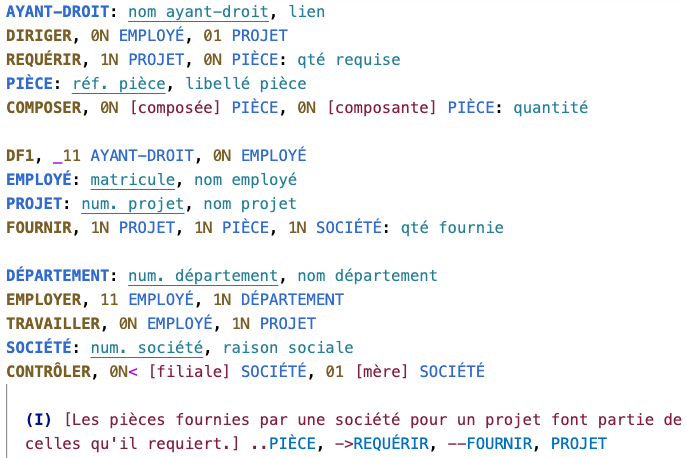 AYANT-DROIT: nom ayant-droit, lien
DIRIGER, 0N EMPLOYÉ, 01 PROJET
REQUÉRIR, 1N PROJET, 0N PIÈCE: qté requise
PIÈCE: réf. pièce, libellé pièce
COMPOSER, 0N [composée] PIÈCE, 0N [composante] PIÈCE: quantité
DF1, _11 AYANT-DROIT, 0N EMPLOYÉ
EMPLOYÉ: matricule, nom employé
PROJET: num. projet, nom projet
FOURNIR, 1N PROJET, 1N PIÈCE, 1N SOCIÉTÉ: qté fournie
DÉPARTEMENT: num. département, nom département
EMPLOYER, 11 EMPLOYÉ, 1N DÉPARTEMENT
TRAVAILLER, 0N EMPLOYÉ, 1N PROJET
SOCIÉTÉ: num. société, raison sociale
CONTRÔLER, 0N< [filiale] SOCIÉTÉ, 01 [mère] SOCIÉTÉ
(I) [Les pièces fournies par une société pour un projet font partie de
celles qu'il requiert.] ..PIÈCE, ->REQUÉRIR, --FOURNIR, PROJET